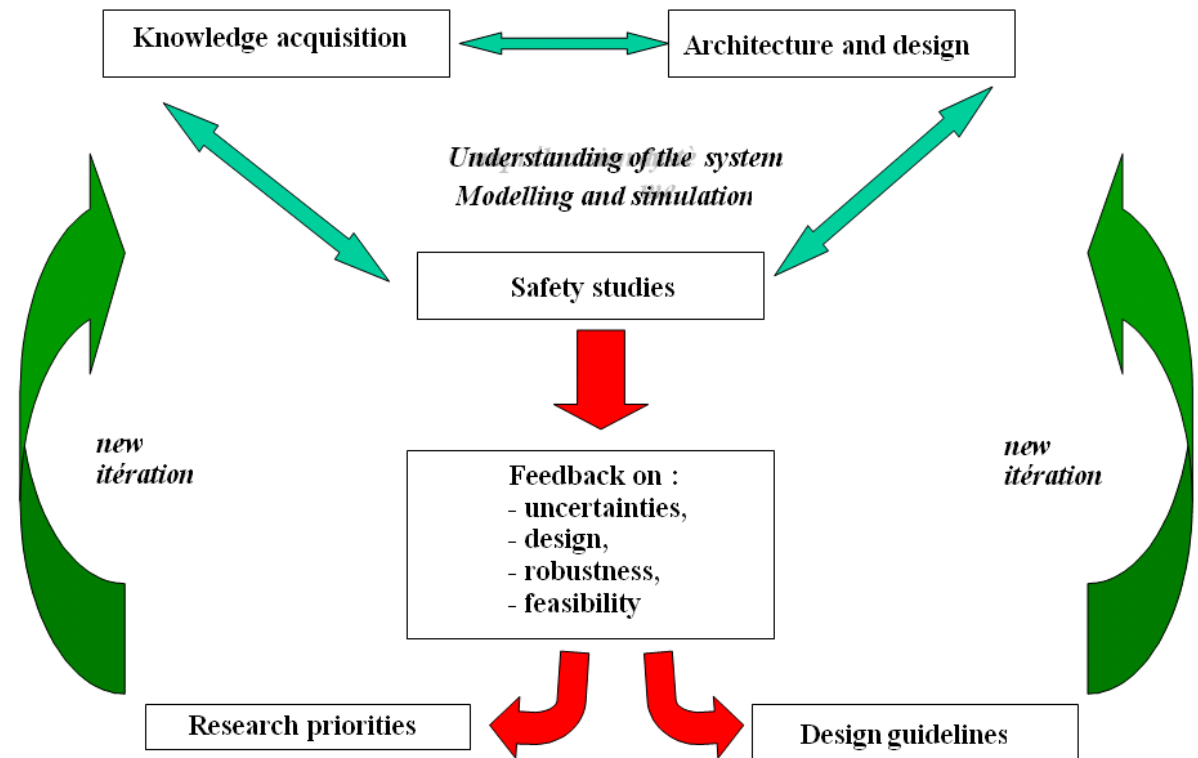 Knowledge acquisition
Architecture and design
Understanding of the system
Modelling and simulation
Safety studies
new
itération
Feedback on :
- uncertainties,
- design,
- robustness,
- feasibility
new
itération
Research priorities
Design guidelines